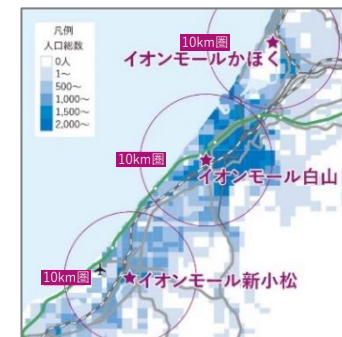 凡例
人口総数
0人
1～
500～
1,000～
1,500～
2,000～
10km圏
イオンモールかほく
10km圏
イオンモール白山
10km圏
イオンモール新小松